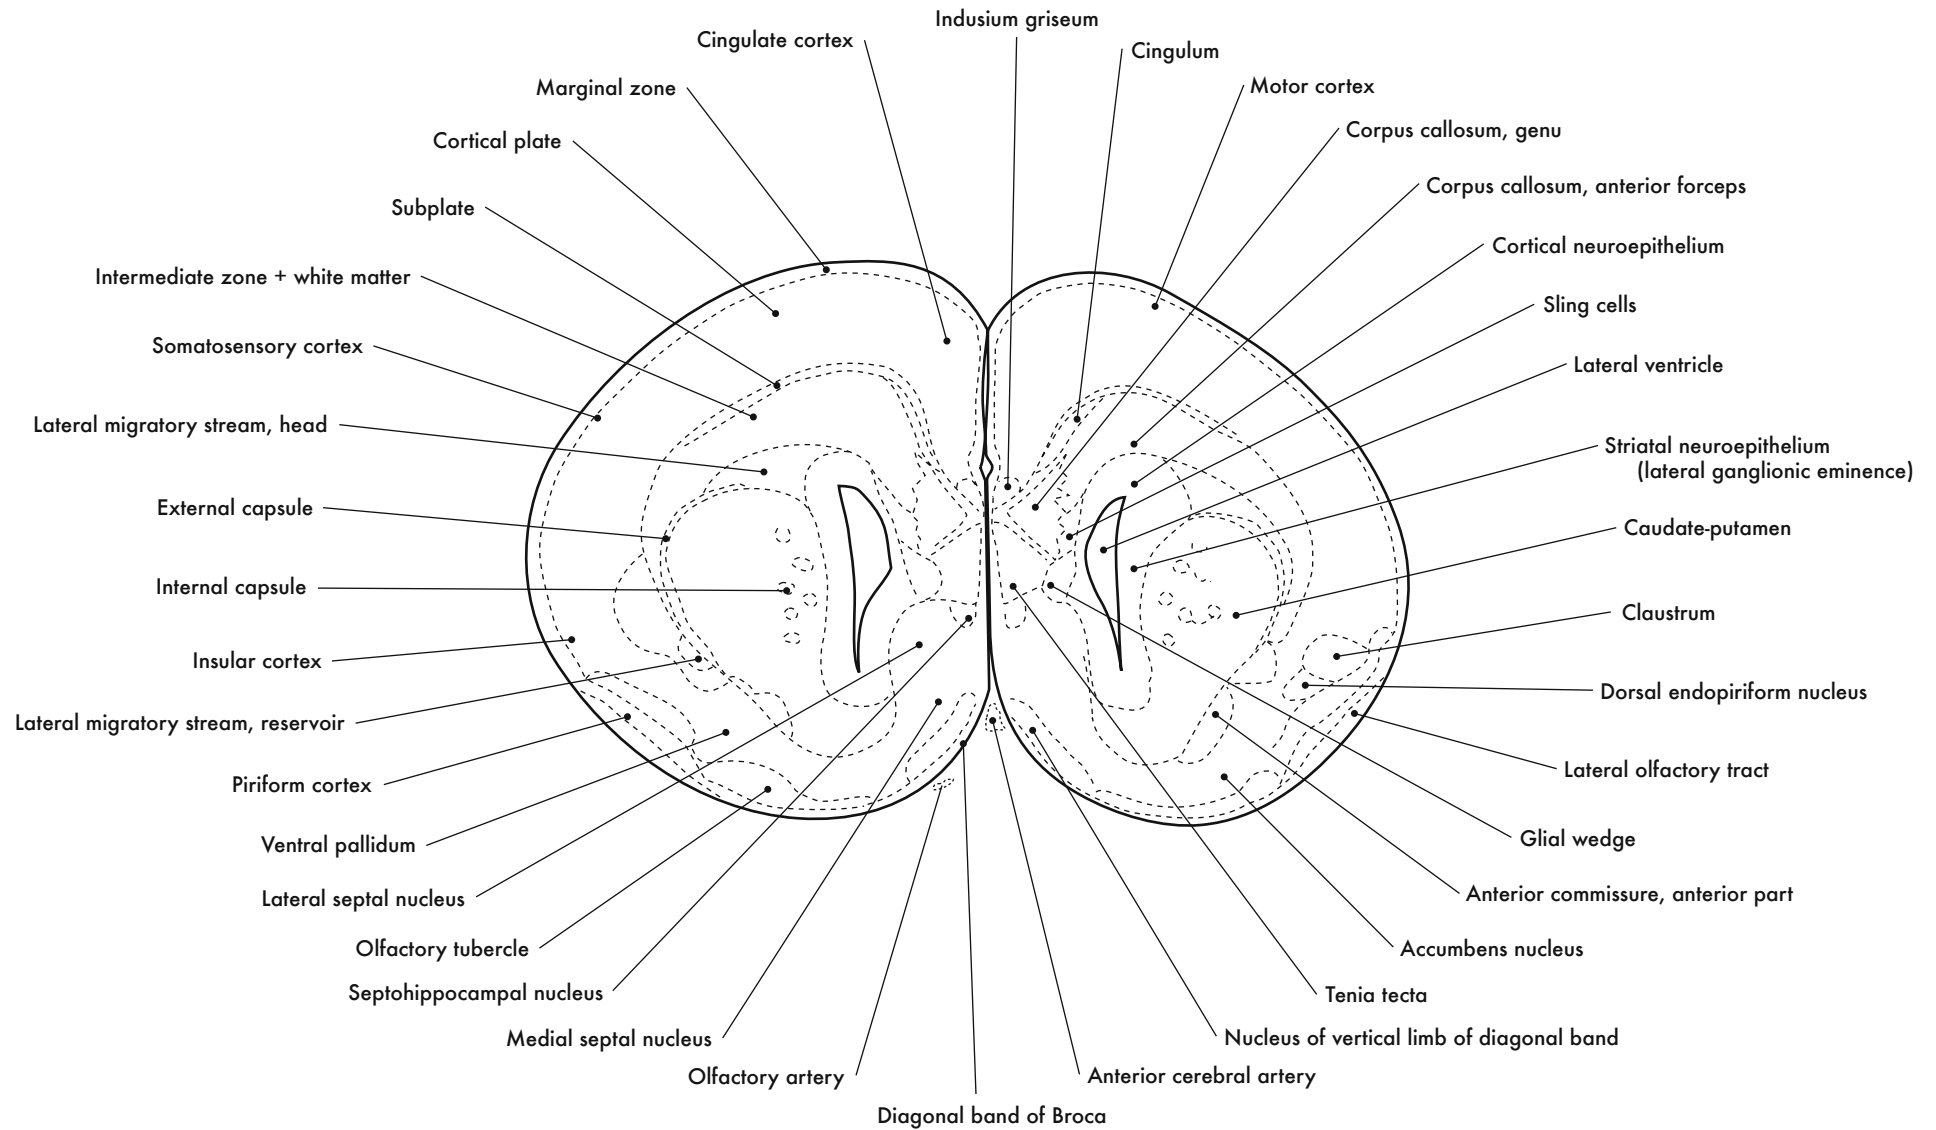 Indusium griseum
Cingulate cortex
Cingulum
Marginal zone
Motor cortex
Cortical plate
Corpus callosum, genu
Subplate
Corpus callosum, anterior forceps
Intermediate zone + white matter
Cortical neuroepithelium
Somatosensory cortex
Sling cells
Lateral migratory stream, head
Lateral ventricle
External capsule
Striatal neuroepithelium
(lateral ganglionic eminence)
Internal capsule
Caudate-putamen
Insular cortex
Claustrum
Lateral migratory stream, reservoir
Dorsal endopiriform nucleus
Piriform cortex
Lateral olfactory tract
Ventral pallidum
Glial wedge
Lateral septal nucleus
Anterior commissure, anterior part
Olfactory tubercle
Accumbens nucleus
Septohippocampal nucleus
Tenia tecta
Medial septal nucleus
Nucleus of vertical limb of diagonal band
Olfactory artery
Anterior cerebral artery
Diagonal band of Broca